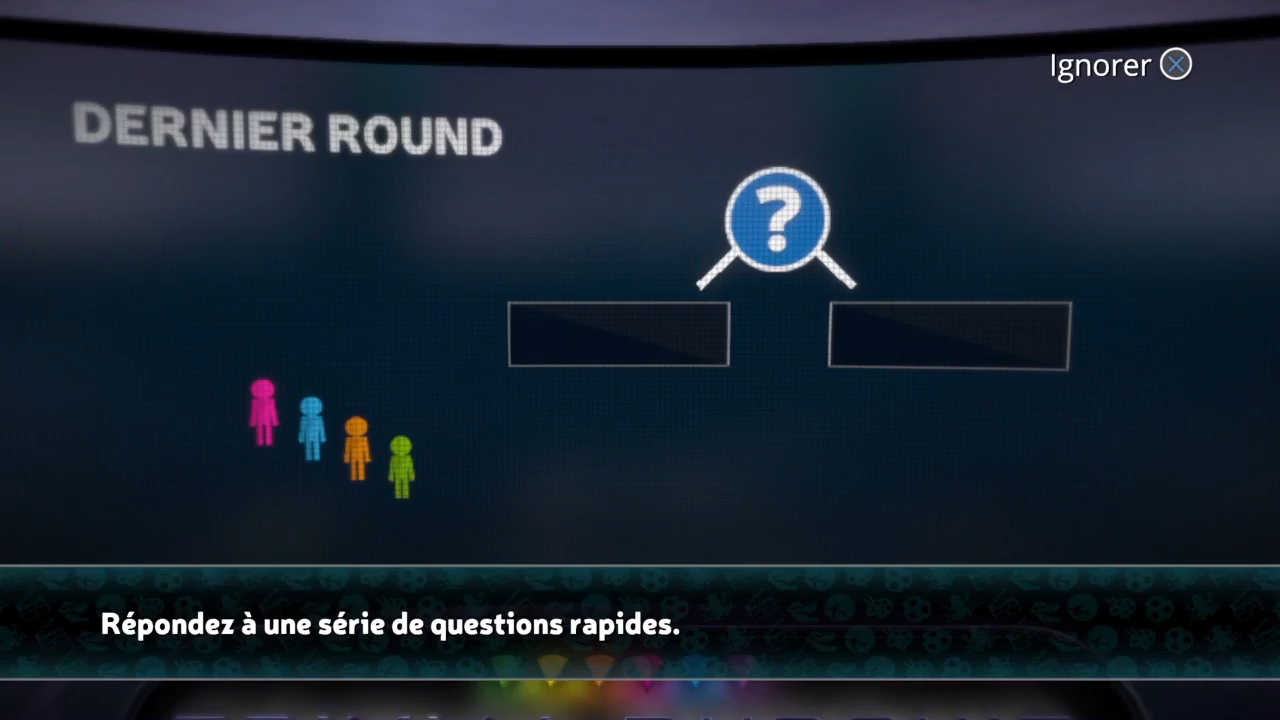 Ignorer
DERNIER ROUND
?
Répondez à une série de questions rapides.